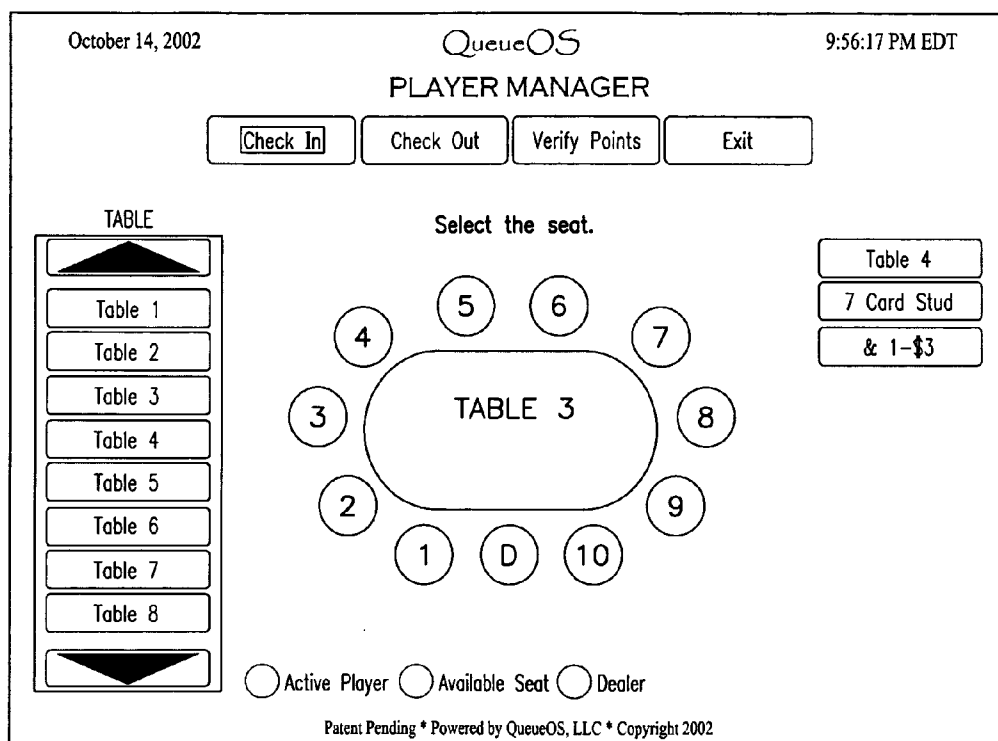 October 14, 2002
QueueOS
9:56:17 PM EDT
PLAYER MANAGER
Check In
Check Out
Verify Points
Exit
TABLE
Table 1
Table 2
Table 3
Table 4
Table 5
Table 6
Table 7
Table 8
Select the seat.
5
6
4
7
3
TABLE 3
8
2
9
1
D
10
Table 4
7 Card Stud
& 1-$3
Active Player
Available Seat
Dealer
Patent Pending * Powered by QueueOS, LLC * Copyright 2002